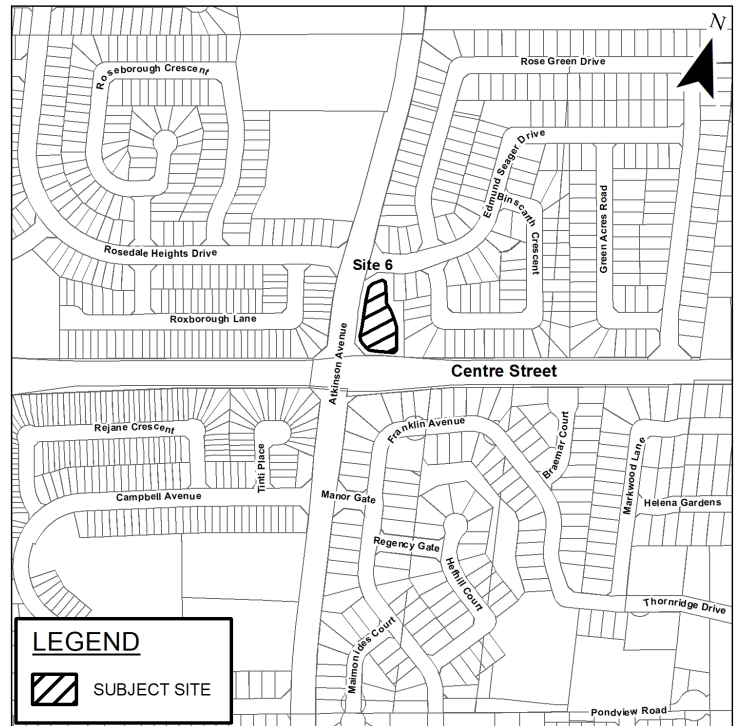 N
Rose Green Drive
Roseborough Crescent
Edmund Seager Drive
Binscarth Crescent
Green Acres Road
Rosedale Heights Drive
Site 6
Roxborough Lane
Atkinson Avenue
Centre Street
Rejane Crescent
Tinti Place
Franklin Avenue
Braemar Court
Markwood Lane
Campbell Avenue
Manor Gate
Helena Gardens
Regency Gate
Hefhill Court
Thornridge Drive
Maimonides Court
LEGEND
SUBJECT SITE
Pondview Road